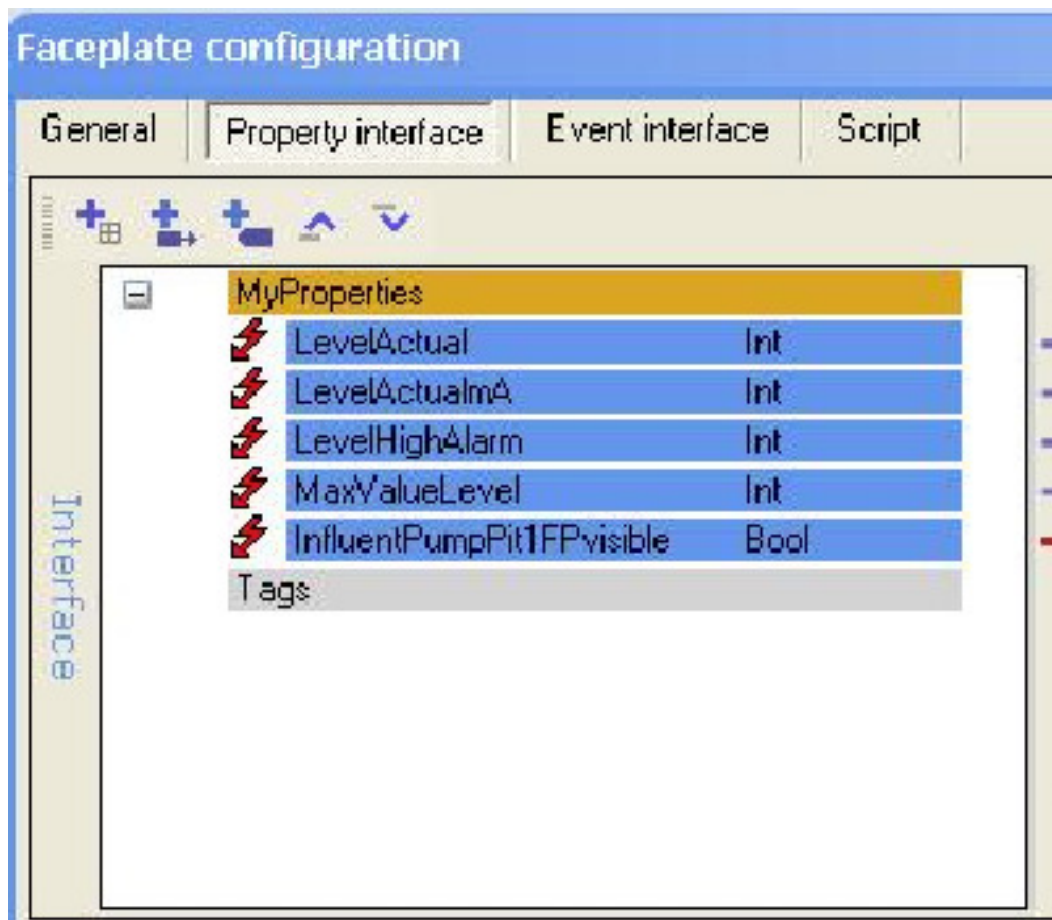 Faceplate configuration
General Property interface Event interface Script
MyProperties
LevelActual Int
LevelActualmA Int
LevelHighAlarm Int
MaxValueLevel Int
InfluentPumpPit1FPvisible Bool
Tags
Interface